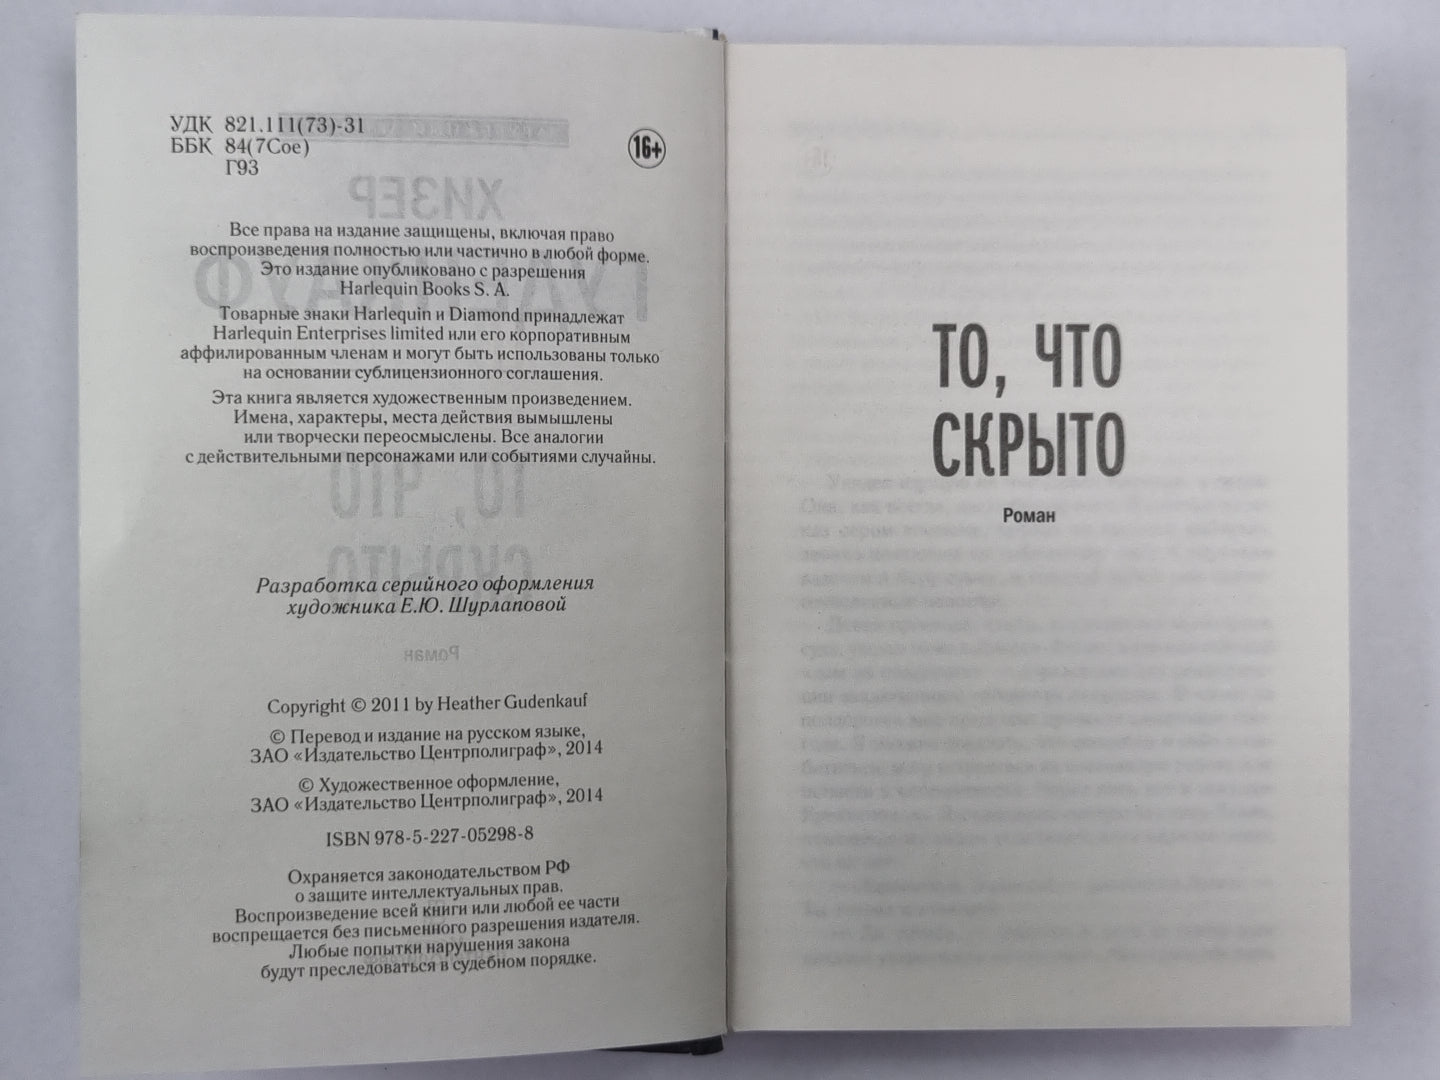 УДК 821.111(73)-31
ББК 84(7Сое)
Г93
16+
Все права на издание защищены, включая право
воспроизведения полностью или частично в любой форме.
Это издание опубликовано с разрешения
Harlequin Books S. A.
Товарные знаки Harlequin и Diamond принадлежат
Harlequin Enterprises limited или его корпоративным
аффилированным членам и могут быть использованы только
на основании сублицензионного соглашения.
Эта книга является художественным произведением.
Имена, характеры, места действия вымышлены
или творчески переосмыслены. Все аналогии
с действительными персонажами или событиями случайны.
Разработка серийного оформления
художника Е.Ю. Шурлаповой
Copyright © 2011 by Heather Gudenkauf
© Перевод и издание на русском языке,
ЗАО «Издательство Центрполиграф», 2014
© Художественное оформление,
ЗАО «Издательство Центрполиграф», 2014
ISBN 978-5-227-05298-8
Охраняется законодательством РФ
о защите интеллектуальных прав.
Воспроизведение всей книги или любой ее части
воспрещается без письменного разрешения издателя.
Любые попытки нарушения закона
будут преследоваться в судебном порядке.
ТО, ЧТО
СКРЫТО
Роман